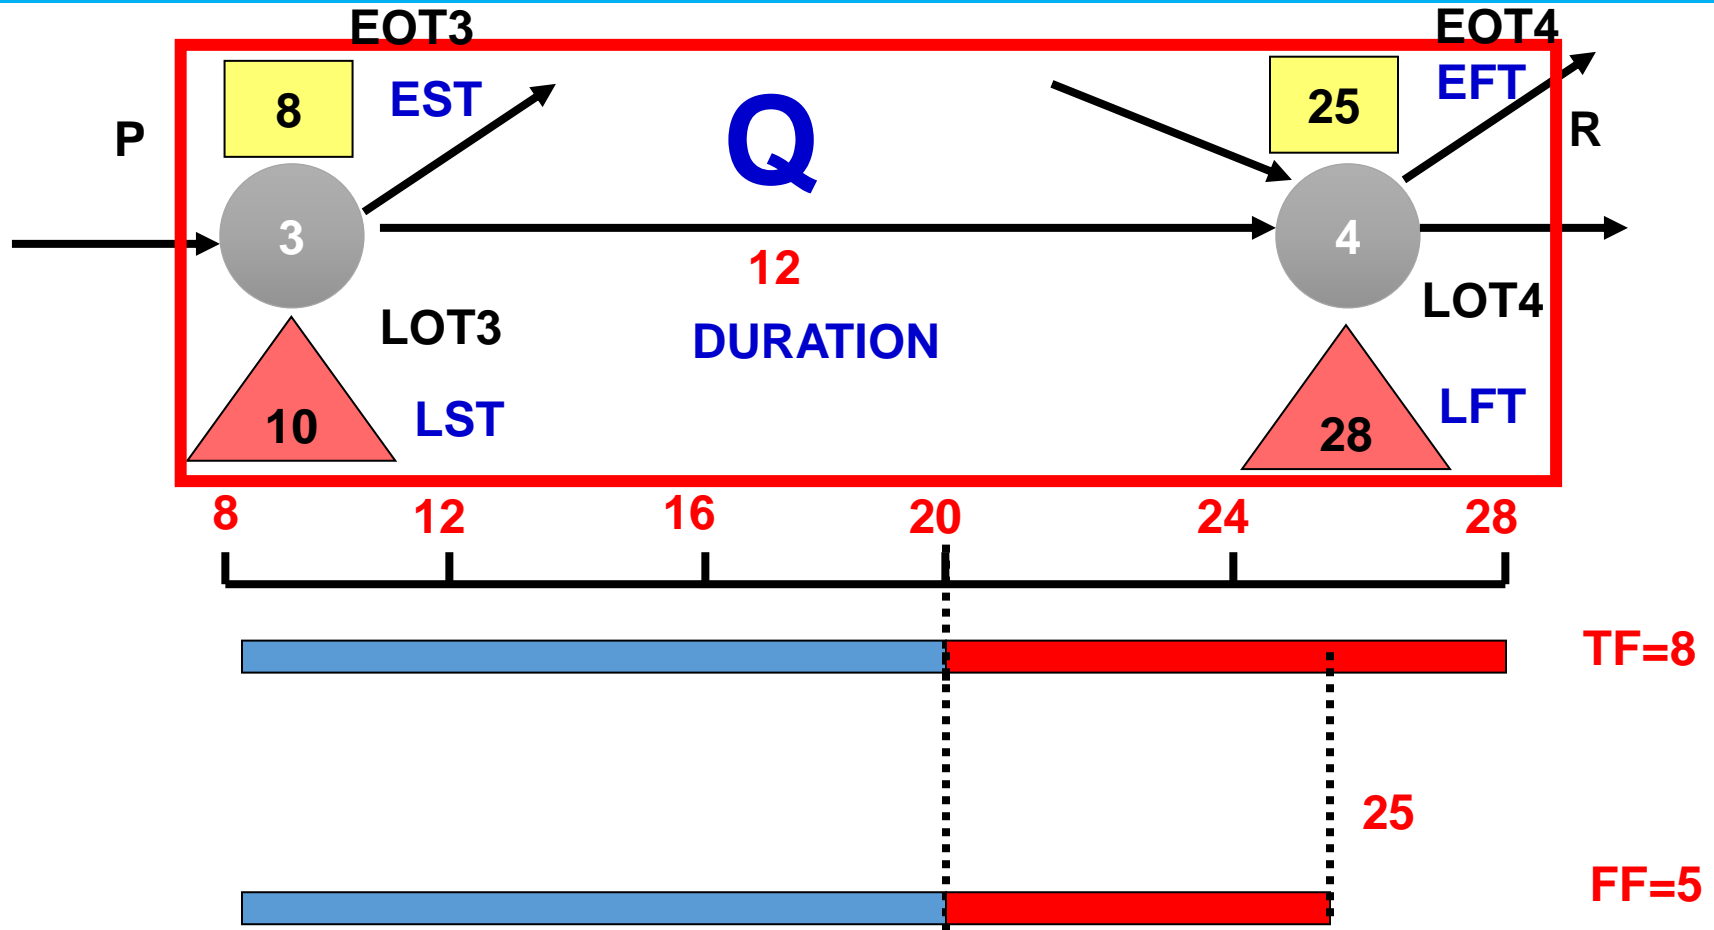 EOT3
EOT4
8
EST
Q
25
EFT
P
R
3
4
12
LOT3
DURATION
LOT4
10
LST
28
LFT
8 12 16 20 24 28
TF=8
25
FF=5